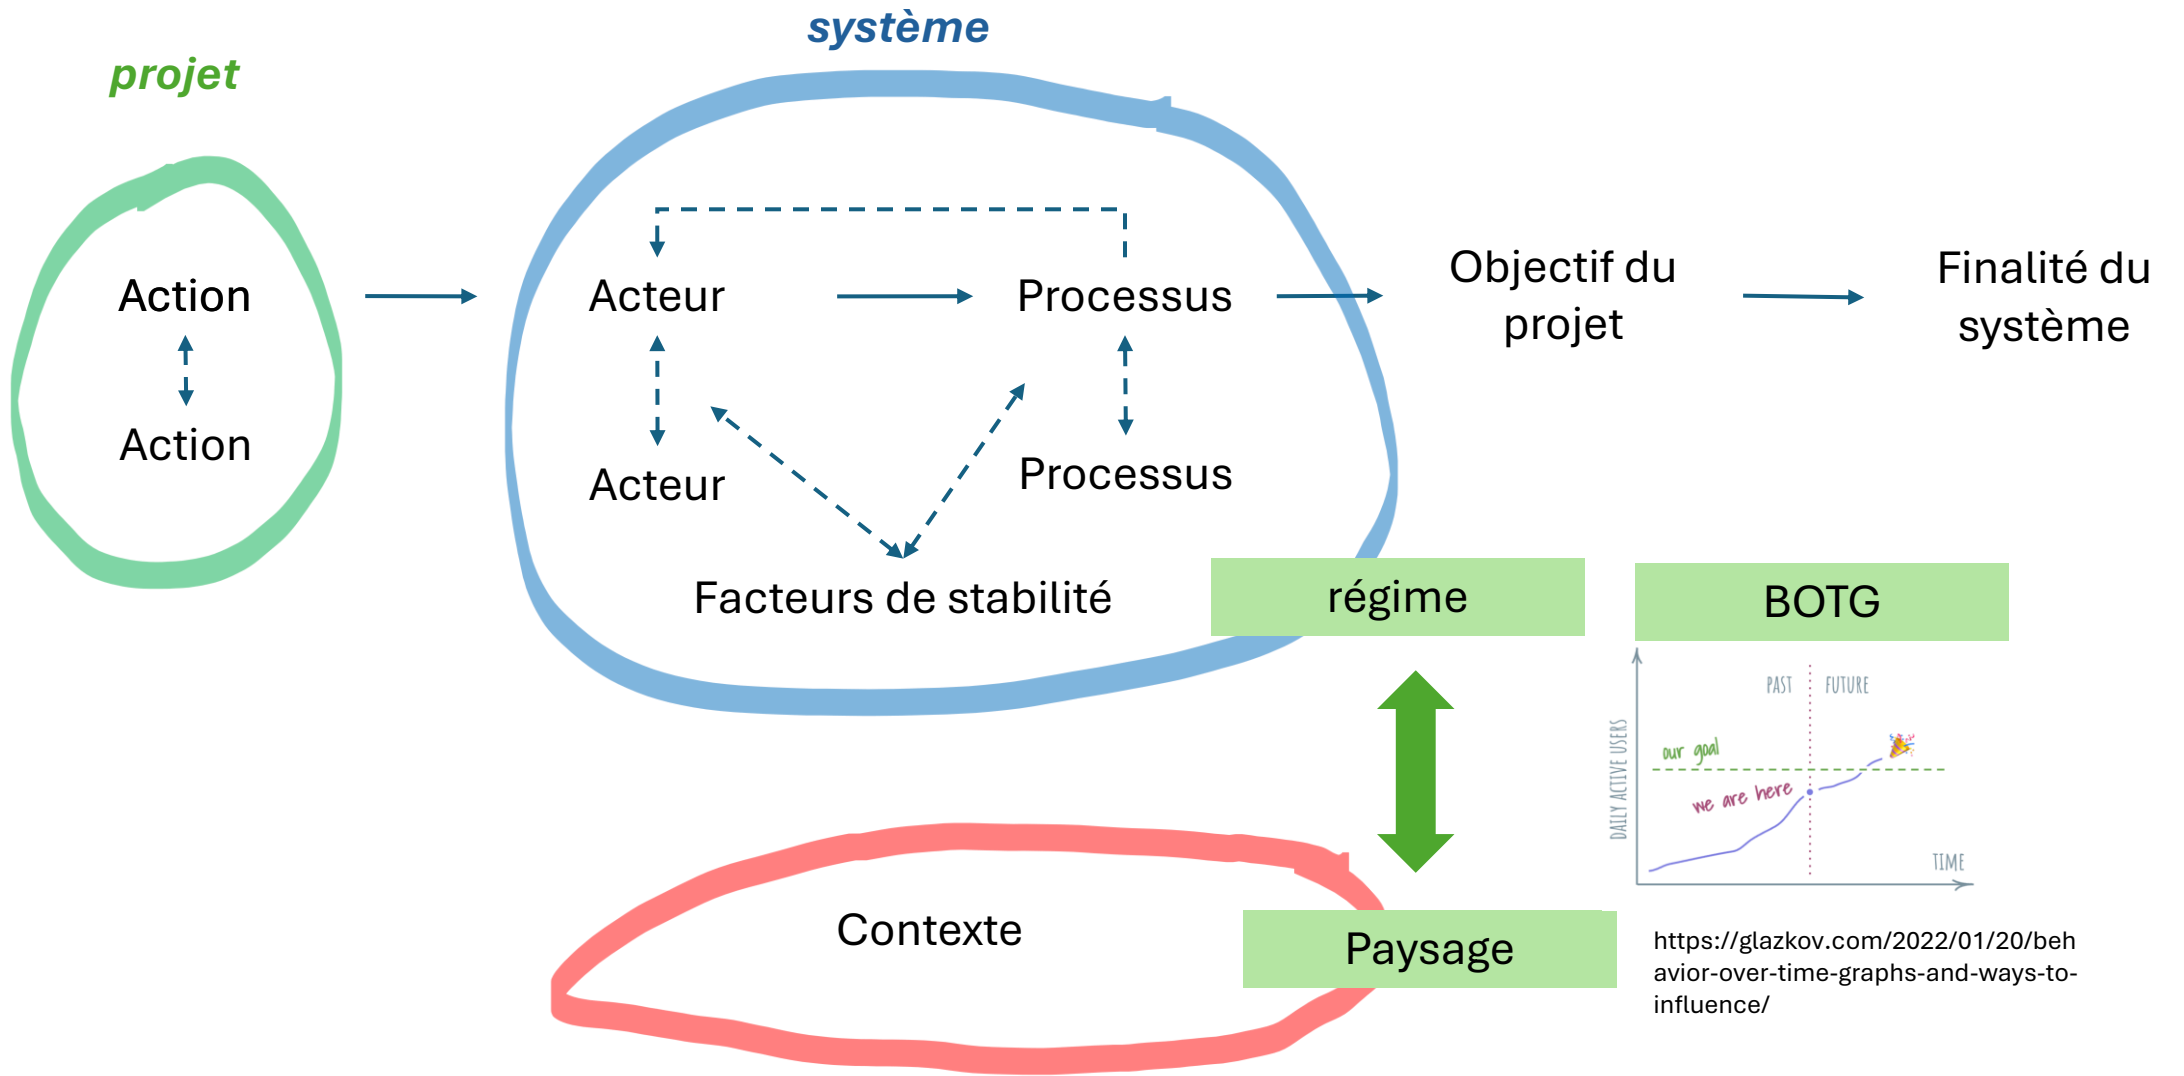 système
projet
Action
Action
Acteur
Processus
Acteur
Processus
Facteurs de stabilité
Objectif du
projet
Finalité du
système
régime
BOTG
PAST
FUTURE
DAILY ACTIVE USERS
our goal
we are here
TIME
Contexte
Paysage
https://glazkov.com/2022/01/20/beh
avior-over-time-graphs-and-ways-to-
influence/